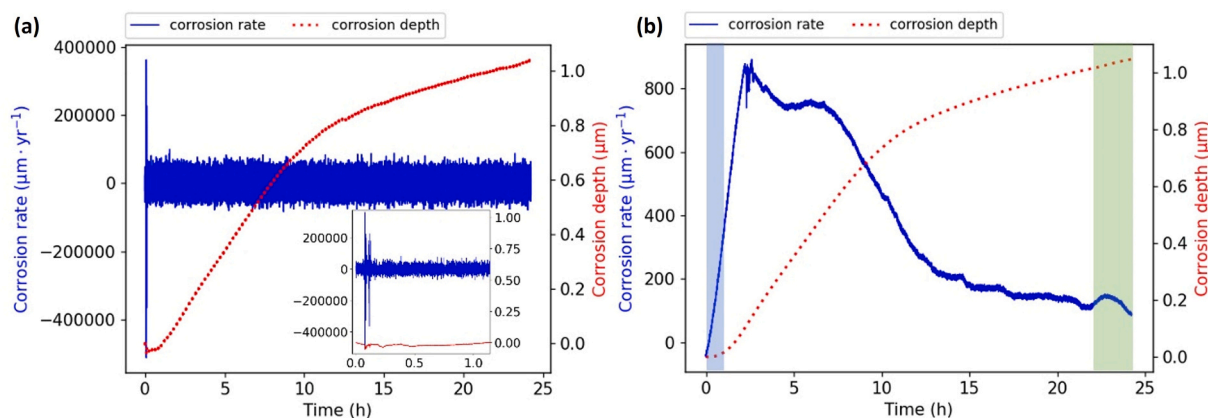 (a)
corrosion rate corrosion depth
Corrosion rate (μm · yr⁻¹)
400000
200000
0
−200000
−400000
1.0
0.8
0.6
0.4
0.2
0.0
Corrosion depth (μm)
200000
0
−200000
−400000
1.00
0.75
0.50
0.25
0.00
0.0 0.5 1.0
0 5 10 15 20 25
Time (h)
(b)
corrosion rate corrosion depth
Corrosion rate (μm · yr⁻¹)
800
600
400
200
0
1.0
0.8
0.6
0.4
0.2
0.0
Corrosion depth (μm)
0 5 10 15 20 25
Time (h)